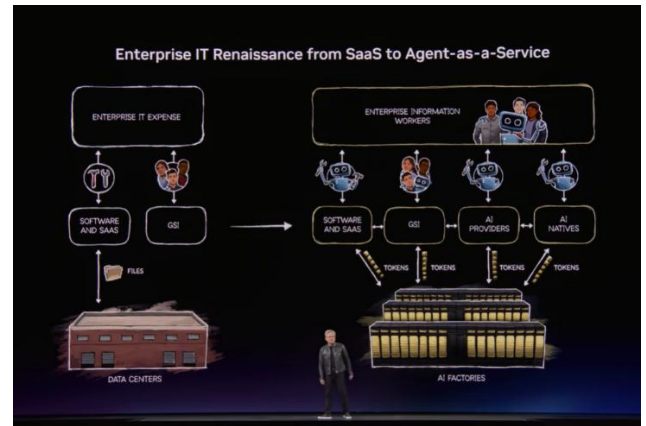 Enterprise IT Renaissance from SaaS to Agent-as-a-Service
ENTERPRISE IT EXPENSE
SOFTWARE
AND SAAS
GSI
FILES
DATA CENTERS
ENTERPRISE INFORMATION
WORKERS
SOFTWARE
AND SAAS
GSI
AI
PROVIDERS
AI
NATIVES
TOKENS
TOKENS
TOKENS
TOKENS
AI FACTORIES